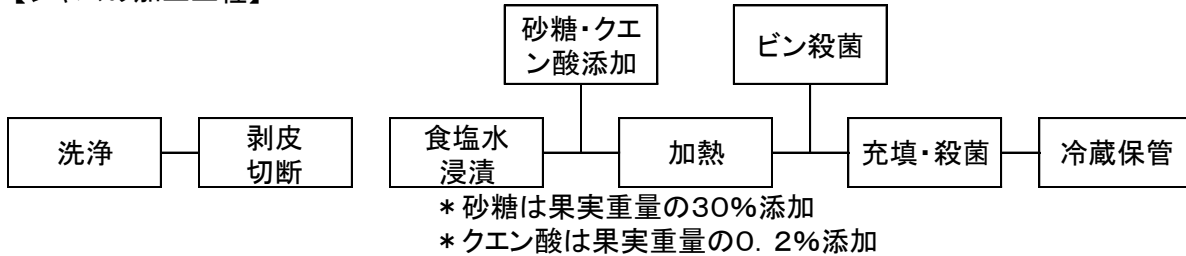 砂糖・クエ
ン酸添加
ビン殺菌
洗浄
剥皮
切断
食塩水
浸漬
加熱
充填・殺菌
冷蔵保管
＊砂糖は果実重量の30％添加
＊クエン酸は果実重量の0．2％添加